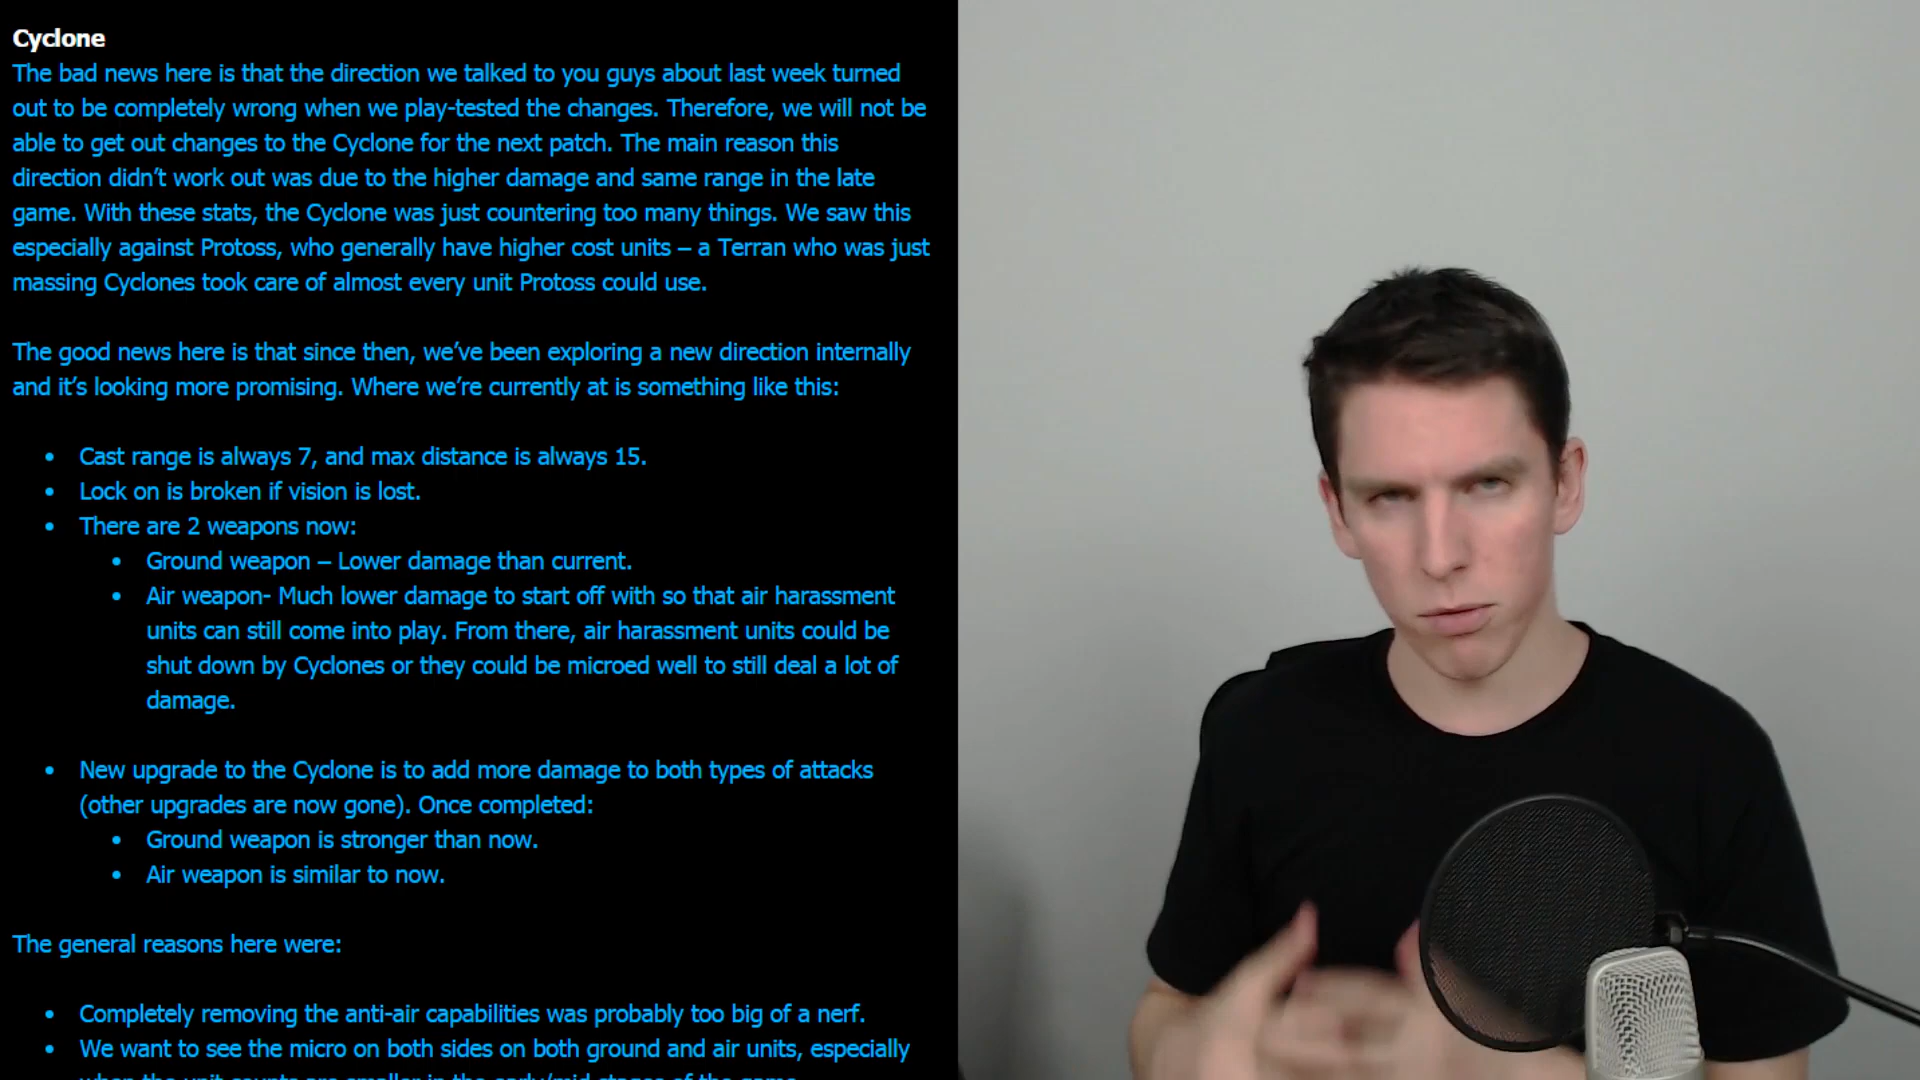 Cyclone
The bad news here is that the direction we talked to you guys about last week turned
out to be completely wrong when we play-tested the changes. Therefore, we will not be
able to get out changes to the Cyclone for the next patch. The main reason this
direction didn’t work out was due to the higher damage and same range in the late
game. With these stats, the Cyclone was just countering too many things. We saw this
especially against Protoss, who generally have higher cost units – a Terran who was just
massing Cyclones took care of almost every unit Protoss could use.
The good news here is that since then, we’ve been exploring a new direction internally
and it’s looking more promising. Where we’re currently at is something like this:
• Cast range is always 7, and max distance is always 15.
• Lock on is broken if vision is lost.
• There are 2 weapons now:
• Ground weapon – Lower damage than current.
• Air weapon- Much lower damage to start off with so that air harassment
units can still come into play. From there, air harassment units could be
shut down by Cyclones or they could be microed well to still deal a lot of
damage.
• New upgrade to the Cyclone is to add more damage to both types of attacks
(other upgrades are now gone). Once completed:
• Ground weapon is stronger than now.
• Air weapon is similar to now.
The general reasons here were:
• Completely removing the anti-air capabilities was probably too big of a nerf.
• We want to see the micro on both sides on both ground and air units, especially
when the unit counts are smaller in the early/mid stages of the game.